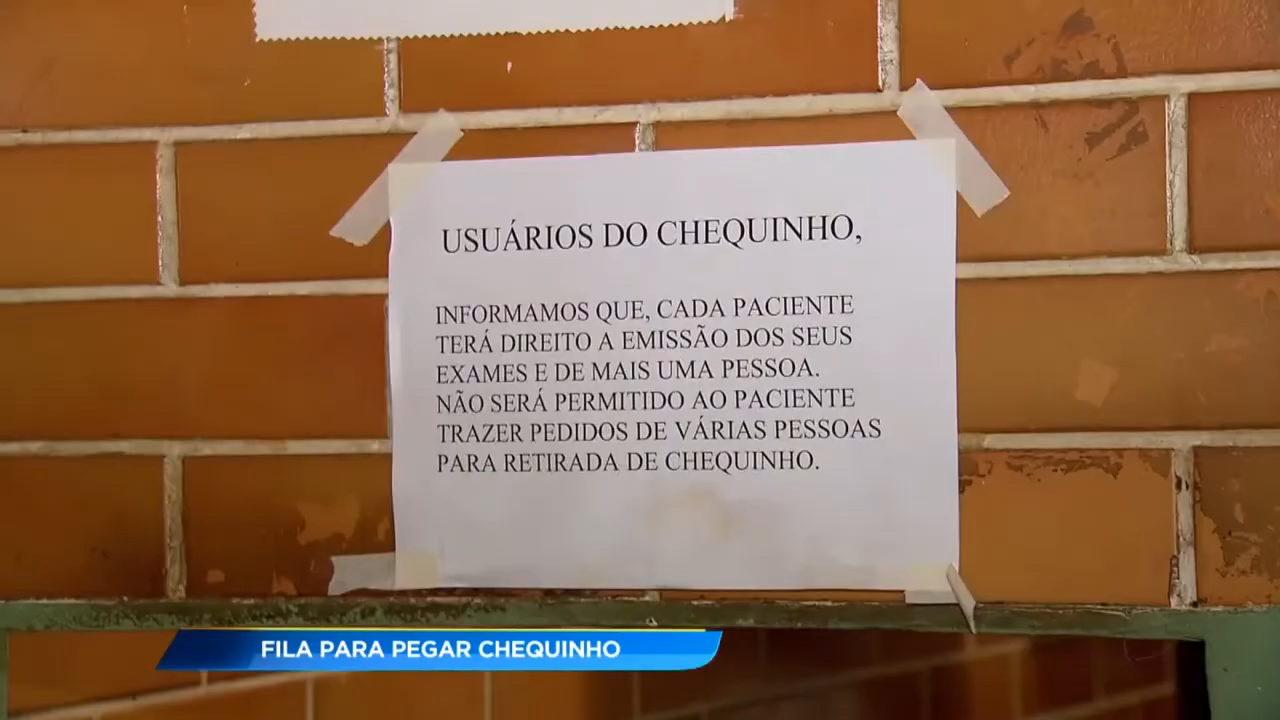 USUÁRIOS DO CHEQUINHO,
INFORMAMOS QUE, CADA PACIENTE
TERÁ DIREITO A EMISSÃO DOS SEUS
EXAMES E DE MAIS UMA PESSOA.
NÃO SERÁ PERMITIDO AO PACIENTE
TRAZER PEDIDOS DE VÁRIAS PESSOAS
PARA RETIRADA DE CHEQUINHO.
FILA PARA PEGAR CHEQUINHO